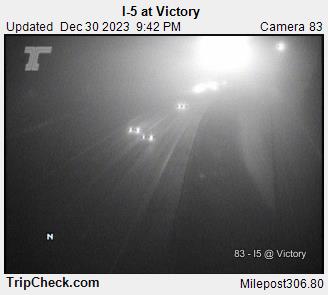 I-5 at Victory
Updated Dec 30 2023 9:42 PM Camera 83
T
N
83 - I5 @ Victory
TripCheck.com Milepost306.80